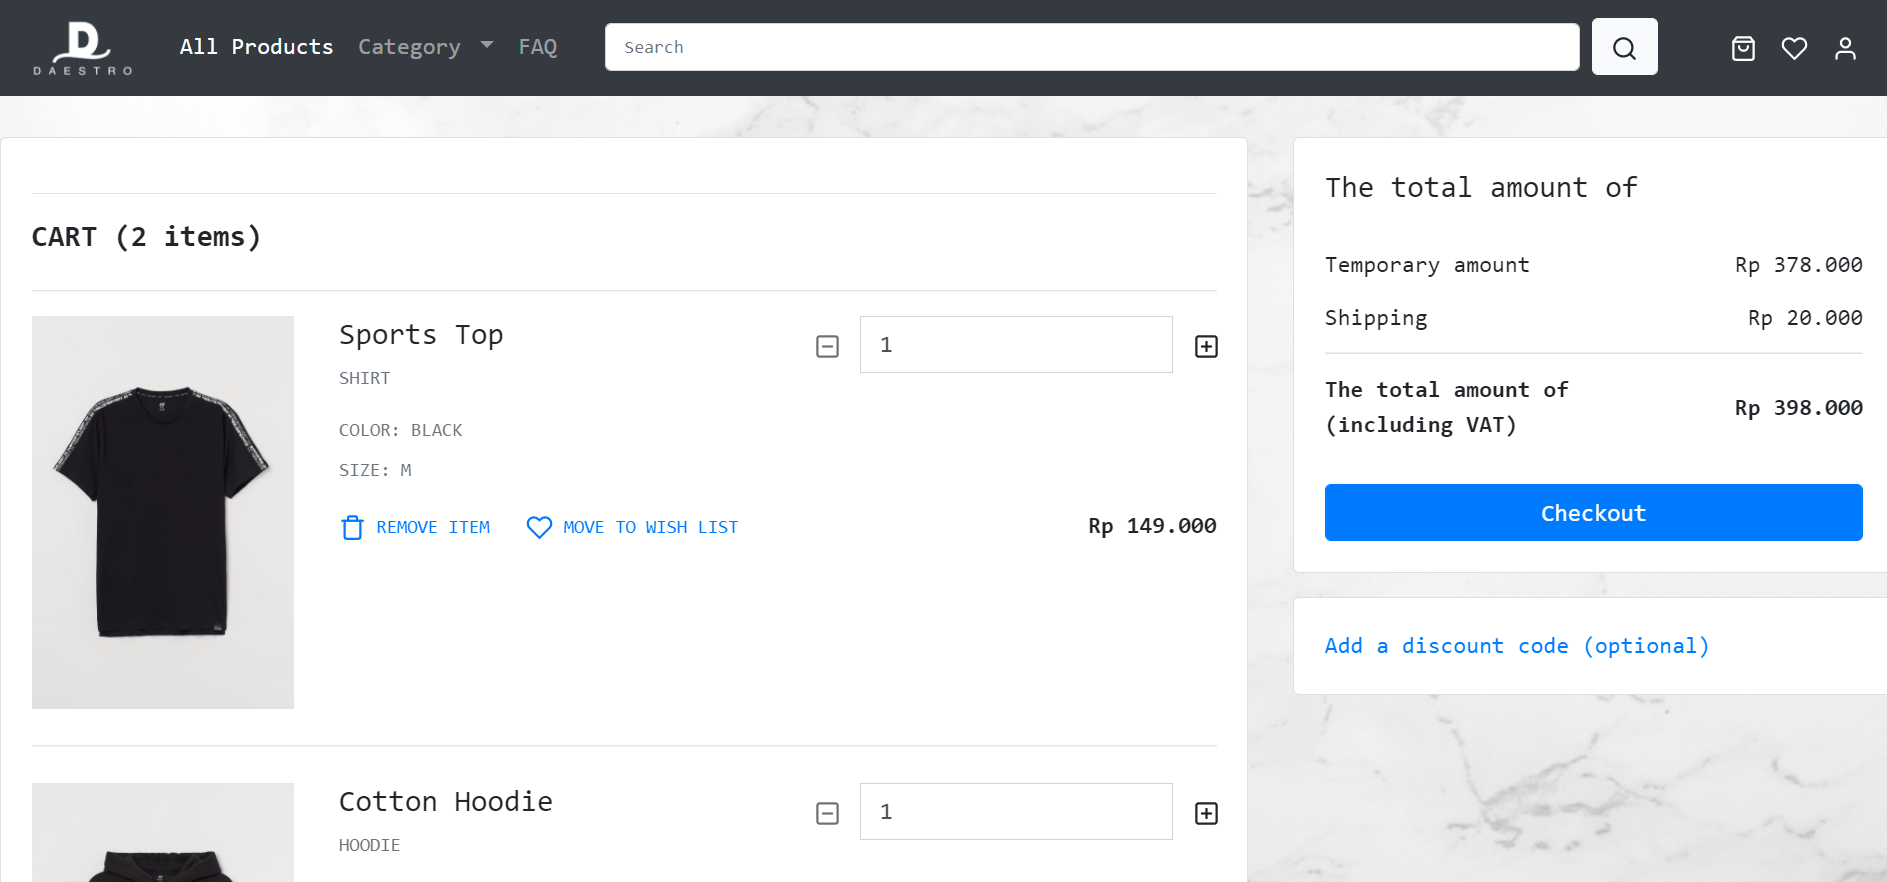 D
DAESTRO
All Products Category FAQ
Search
CART (2 items)
Sports Top
1
SHIRT
COLOR: BLACK
SIZE: M
REMOVE ITEM MOVE TO WISH LIST Rp 149.000
Cotton Hoodie
1
HOODIE
The total amount of
Temporary amount Rp 378.000
Shipping Rp 20.000
The total amount of
(including VAT) Rp 398.000
Checkout
Add a discount code (optional)